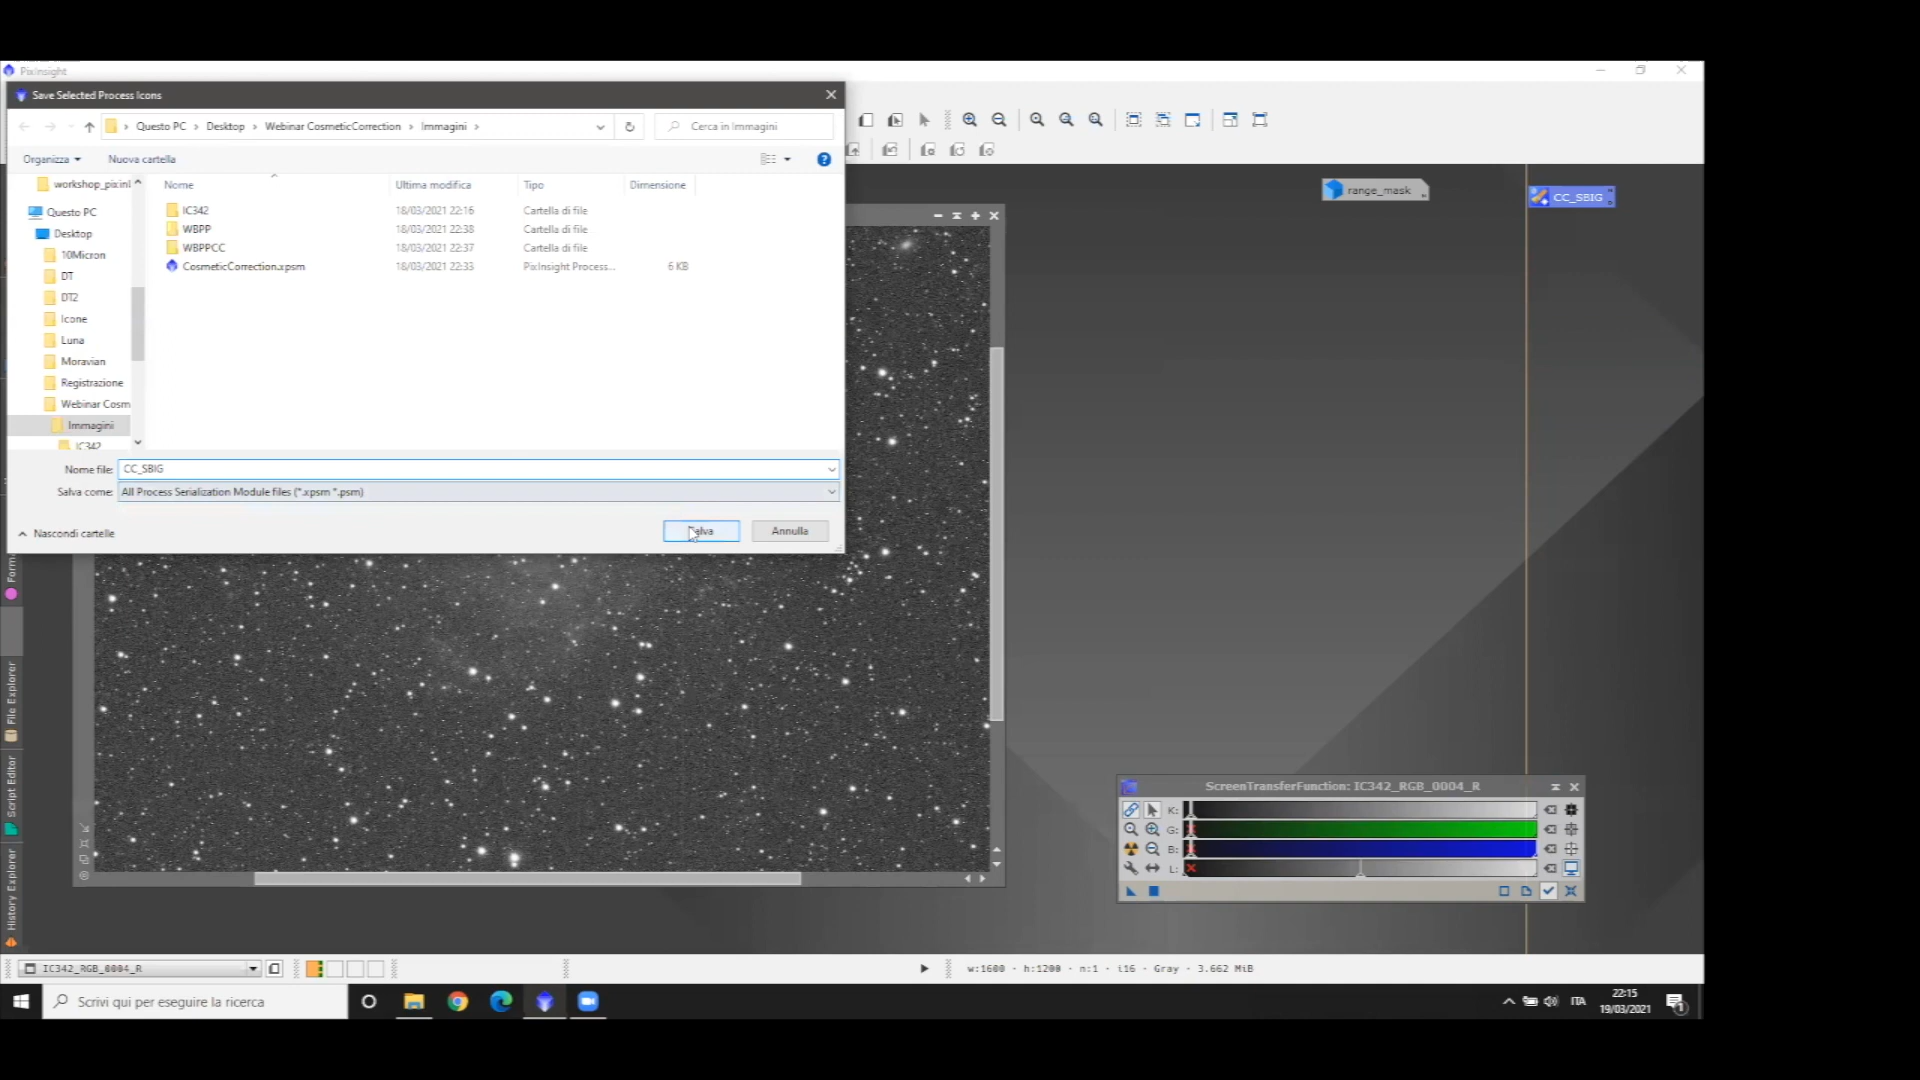 PixInsight
Save Selected Process Icons
Questo PC > Desktop > Webinar CosmeticCorrection > Immagini >
Cerca in Immagini
Organizza
Nuova cartella
workshop_pixinl
Questo PC
Desktop
10Micron
DT
DT2
Icone
Luna
Moravian
Registrazione
Webinar Cosm
Immagini
IC342
Nome Ultima modifica Tipo Dimensione
IC342 18/03/2021 22:16 Cartella di file
WBPP 18/03/2021 22:38 Cartella di file
WBPPCC 18/03/2021 22:37 Cartella di file
CosmeticCorrection.xpsm 18/03/2021 22:33 PixInsight Process... 6 KB
Nome file: CC_SBIG
Salva come: All Process Serialization Module files (*.xpsm *.psm)
Nascondi cartelle
Salva
Annulla
range_mask
CC_SBIG
File Explorer
Script Editor
History Explorer
ScreenTransferFunction: IC342_RGB_0004_R
K:
G:
B:
L:
IC342_RGB_0004_R
w:1600 · h:1200 · n:1 · i16 · Gray · 3.662 MiB
Scrivi qui per eseguire la ricerca
ITA
22:15
19/03/2021
1